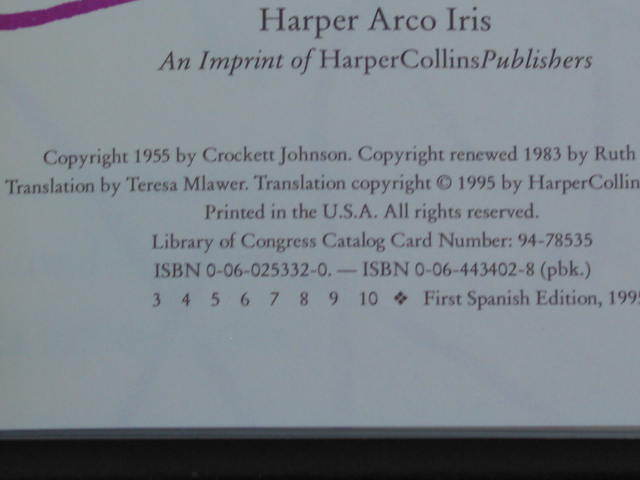 Harper Arco Iris
An Imprint of HarperCollinsPublishers
Copyright 1955 by Crockett Johnson. Copyright renewed 1983 by Ruth
Translation by Teresa Mlawer. Translation copyright © 1995 by HarperCollin
Printed in the U.S.A. All rights reserved.
Library of Congress Catalog Card Number: 94-78535
ISBN 0-06-025332-0. — ISBN 0-06-443402-8 (pbk.)
3 4 5 6 7 8 9 10 ❖ First Spanish Edition, 1995